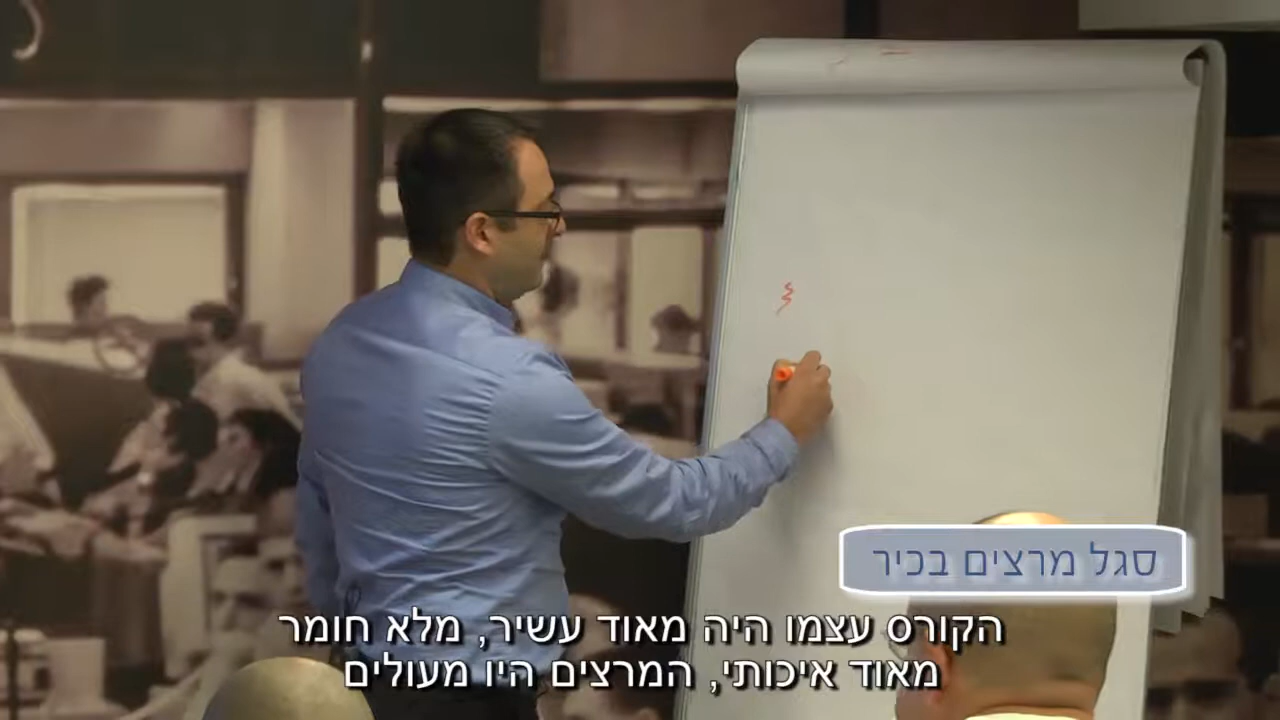 סגל מרצים בכיר
הקורס עצמו היה מאוד עשיר, מלא חומר
מאוד איכותי, המרצים היו מעולים